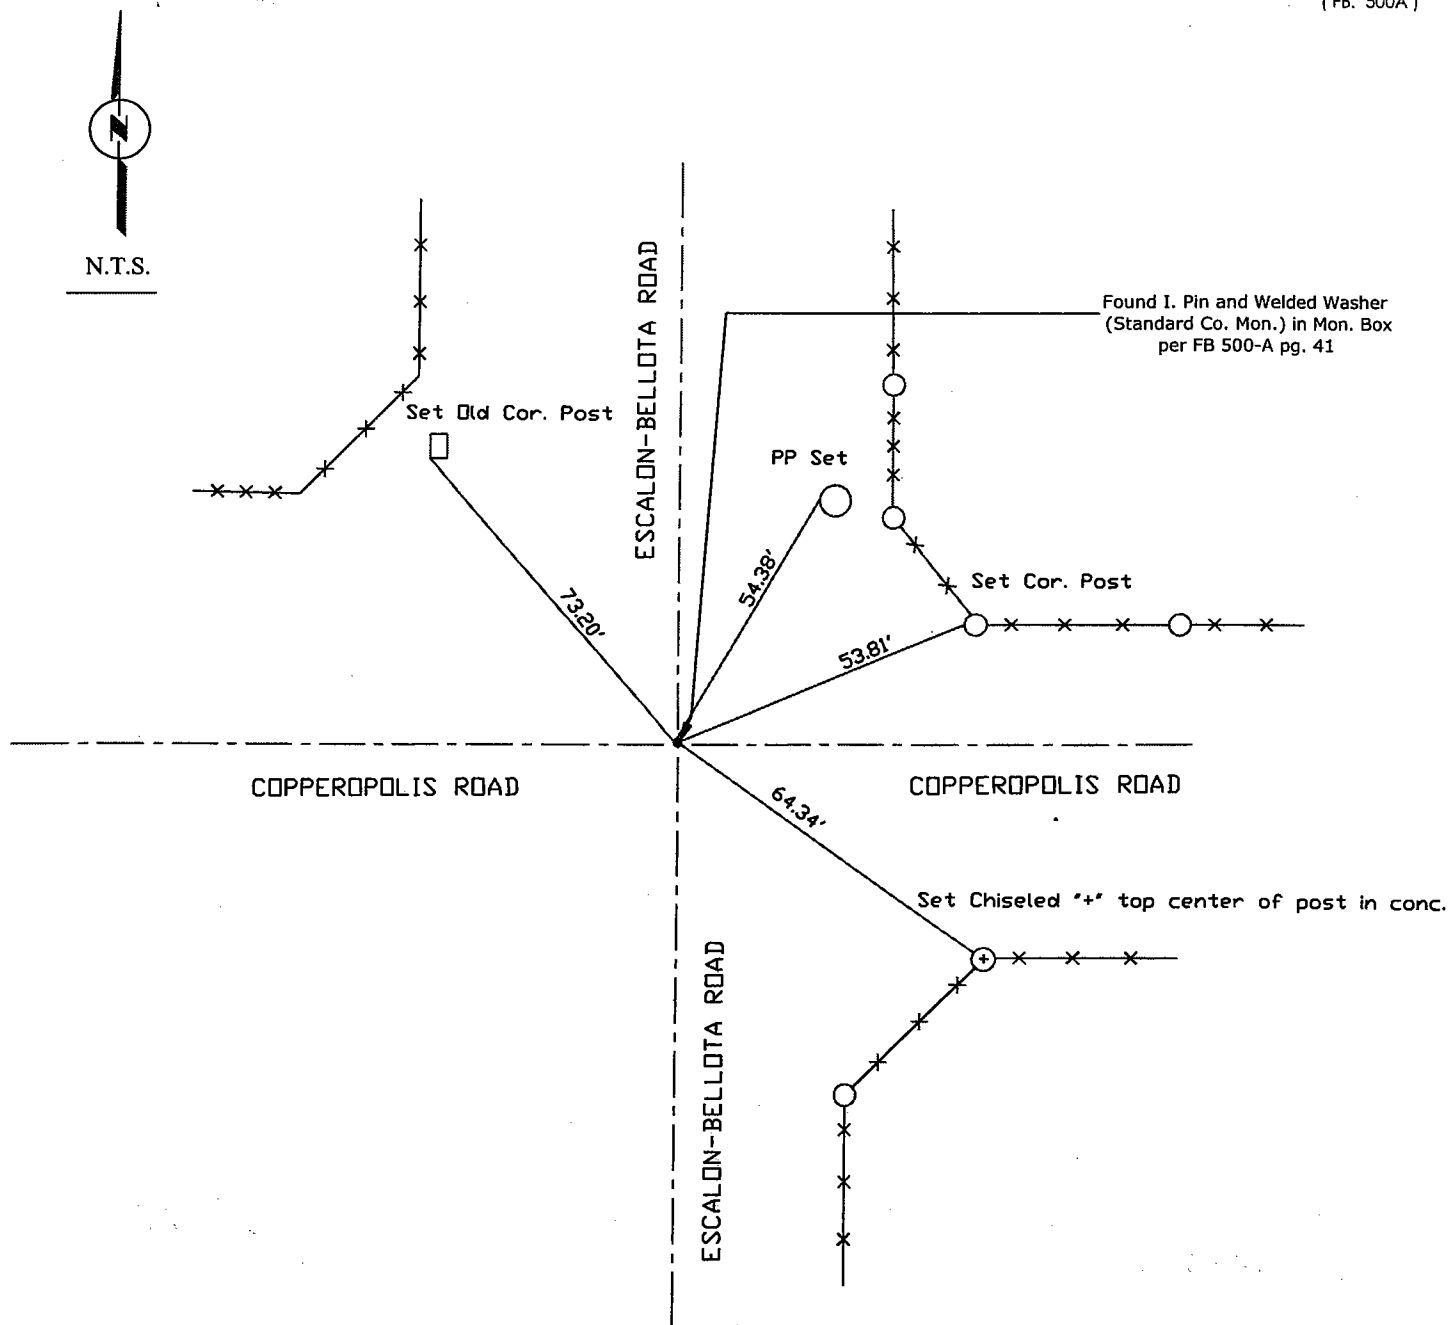 ( FB. 500A )
N
N.T.S.
ESCALON-BELLOTA ROAD
Found I. Pin and Welded Washer
(Standard Co. Mon.) in Mon. Box
per FB 500-A pg. 41
Set Old Cor. Post
PP Set
54.38'
Set Cor. Post
73.20'
53.81'
COPPEROPOLIS ROAD
COPPEROPOLIS ROAD
64.34'
Set Chiseled "+" top center of post in conc.
ESCALON-BELLOTA ROAD